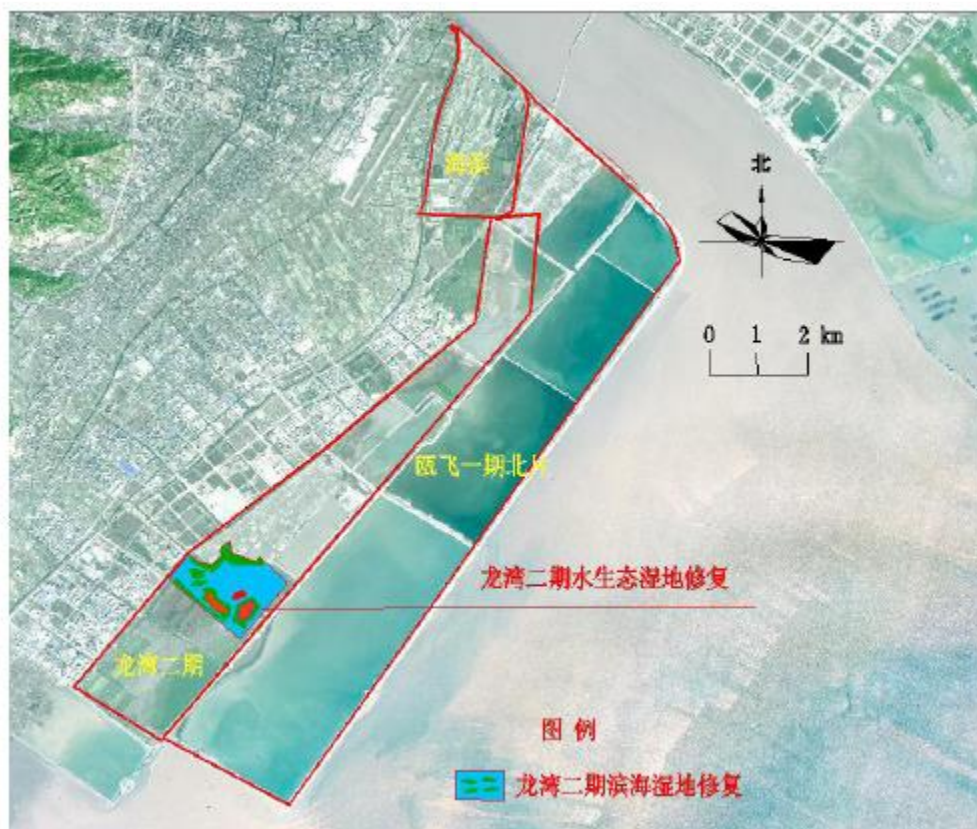 海滨
北
0 1 2 km
瓯飞一期北片
龙湾二期水生态湿地修复
龙湾二期
图 例
龙湾二期滨海湿地修复